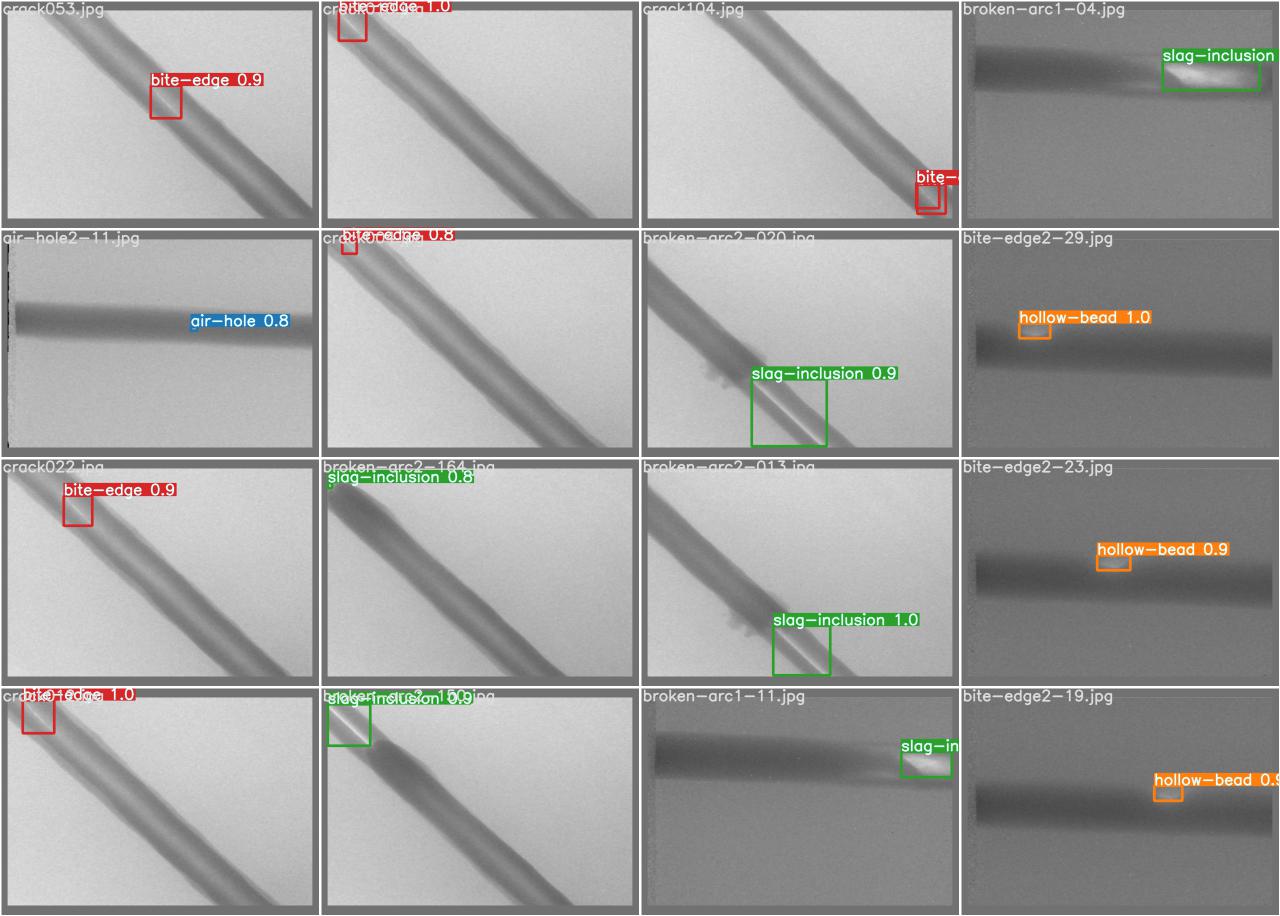 crack053.jpg
bite-edge 0.9
bite-edge 1.0
crack104.jpg
bite-
broken-arc1-04.jpg
slag-inclusion
air-hole2-11.jpg
air-hole 0.8
bite-edge 0.8
broken-arc2-020.jpg
slag-inclusion 0.9
bite-edge2-29.jpg
hollow-bead 1.0
crack022.jpg
bite-edge 0.9
broken-arc2-164.jpg
slag-inclusion 0.8
broken-arc2-013.jpg
slag-inclusion 1.0
bite-edge2-23.jpg
hollow-bead 0.9
bite-edge 1.0
broken-arc2-150.jpg
slag-inclusion 0.9
broken-arc1-11.jpg
slag-in
bite-edge2-19.jpg
hollow-bead 0.9